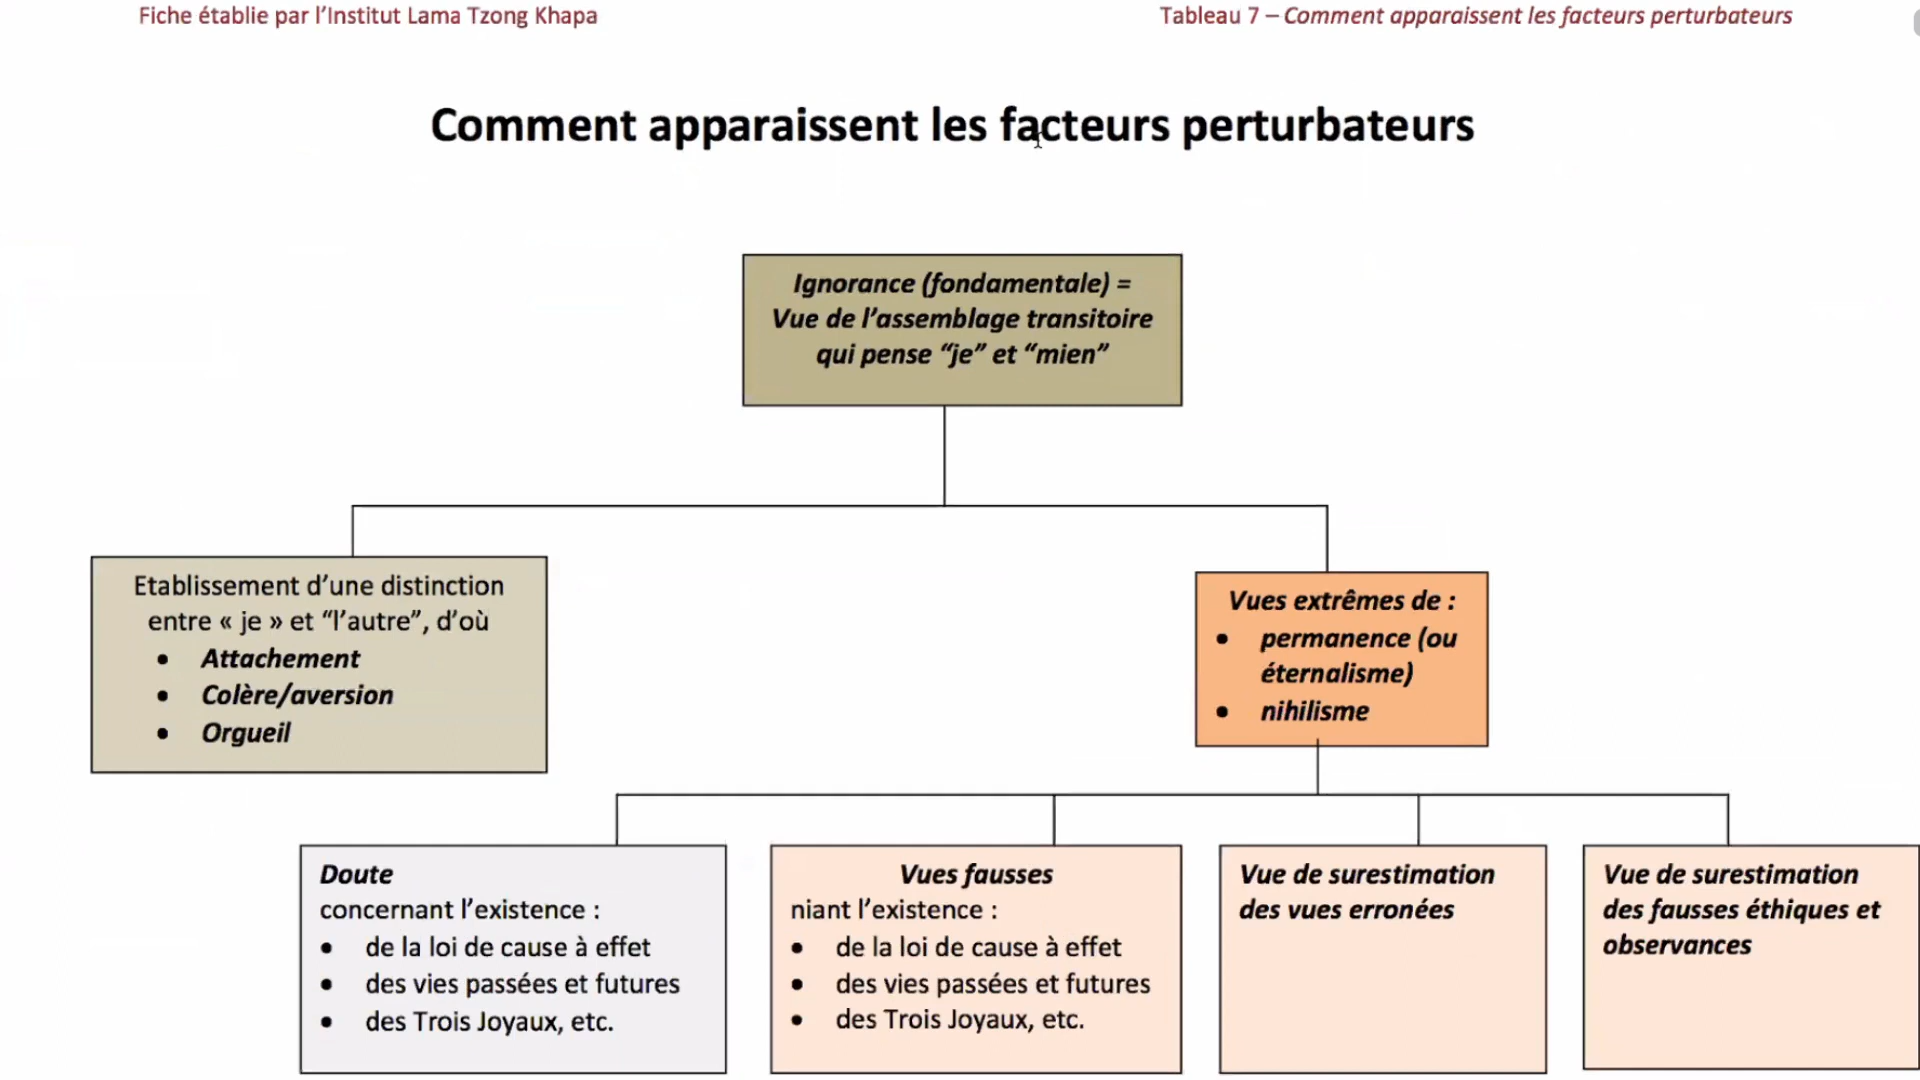 Fiche établie par l’Institut Lama Tzong Khapa
Tableau 7 – Comment apparaissent les facteurs perturbateurs
Comment apparaissent les facteurs perturbateurs
Ignorance (fondamentale) =
Vue de l’assemblage transitoire
qui pense “je” et “mien”
Etablissement d’une distinction
entre « je » et “l’autre”, d’où
• Attachement
• Colère/aversion
• Orgueil
Vues extrêmes de :
• permanence (ou
éternalisme)
• nihilisme
Doute
concernant l’existence :
• de la loi de cause à effet
• des vies passées et futures
• des Trois Joyaux, etc.
Vues fausses
niant l’existence :
• de la loi de cause à effet
• des vies passées et futures
• des Trois Joyaux, etc.
Vue de surestimation
des vues erronées
Vue de surestimation
des fausses éthiques et
observances